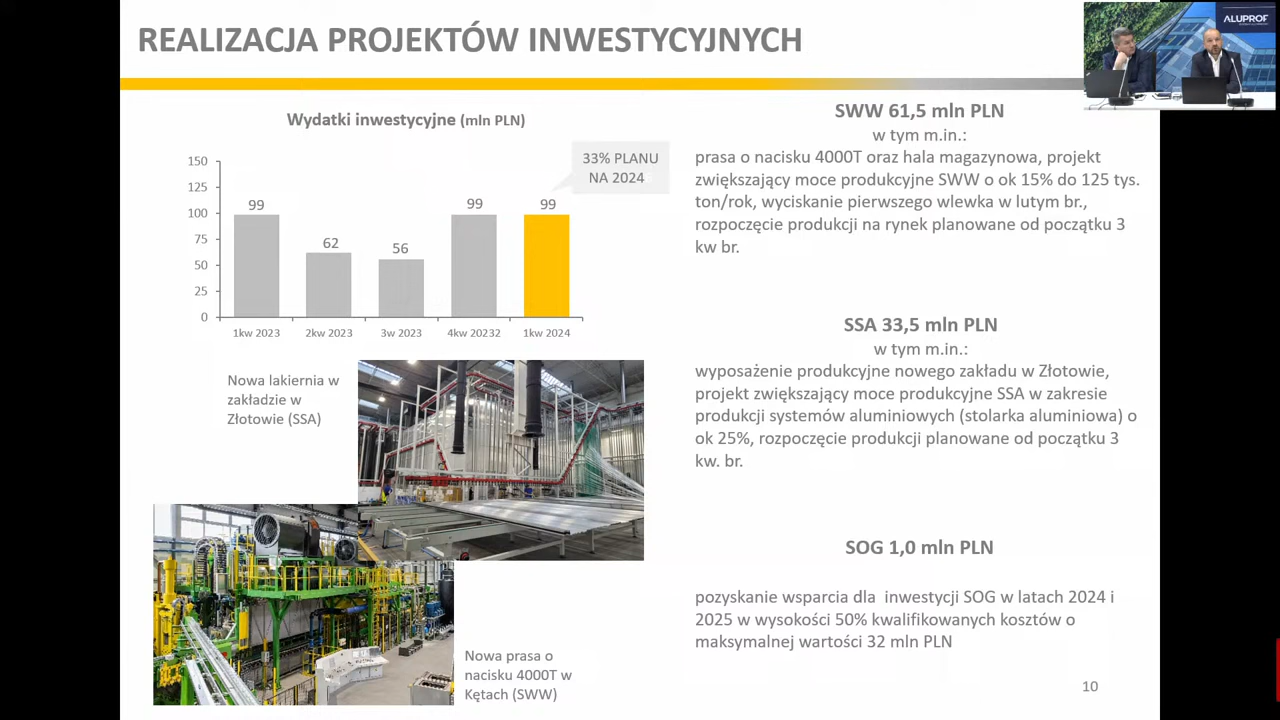 REALIZACJA PROJEKTÓW INWESTYCYJNYCH
ALUPROF
Wydatki inwestycyjne (mln PLN)
33% PLANU
NA 2024
150
125
100
75
50
25
0
99
62
56
99
99
1kw 2023
2kw 2023
3w 2023
4kw 20232
1kw 2024
Nowa lakiernia w
zakładzie w
Złotowie (SSA)
Nowa prasa o
nacisku 4000T w
Kętach (SWW)
SWW 61,5 mln PLN
w tym m.in.:
prasa o nacisku 4000T oraz hala magazynowa, projekt
zwiększający moce produkcyjne SWW o ok 15% do 125 tys.
ton/rok, wyciskanie pierwszego wlewka w lutym br.,
rozpoczęcie produkcji na rynek planowane od początku 3
kw br.
SSA 33,5 mln PLN
w tym m.in.:
wyposażenie produkcyjne nowego zakładu w Złotowie,
projekt zwiększający moce produkcyjne SSA w zakresie
produkcji systemów aluminiowych (stolarka aluminiowa) o
ok 25%, rozpoczęcie produkcji planowane od początku 3
kw. br.
SOG 1,0 mln PLN
pozyskanie wsparcia dla  inwestycji SOG w latach 2024 i
2025 w wysokości 50% kwalifikowanych kosztów o
maksymalnej wartości 32 mln PLN
10